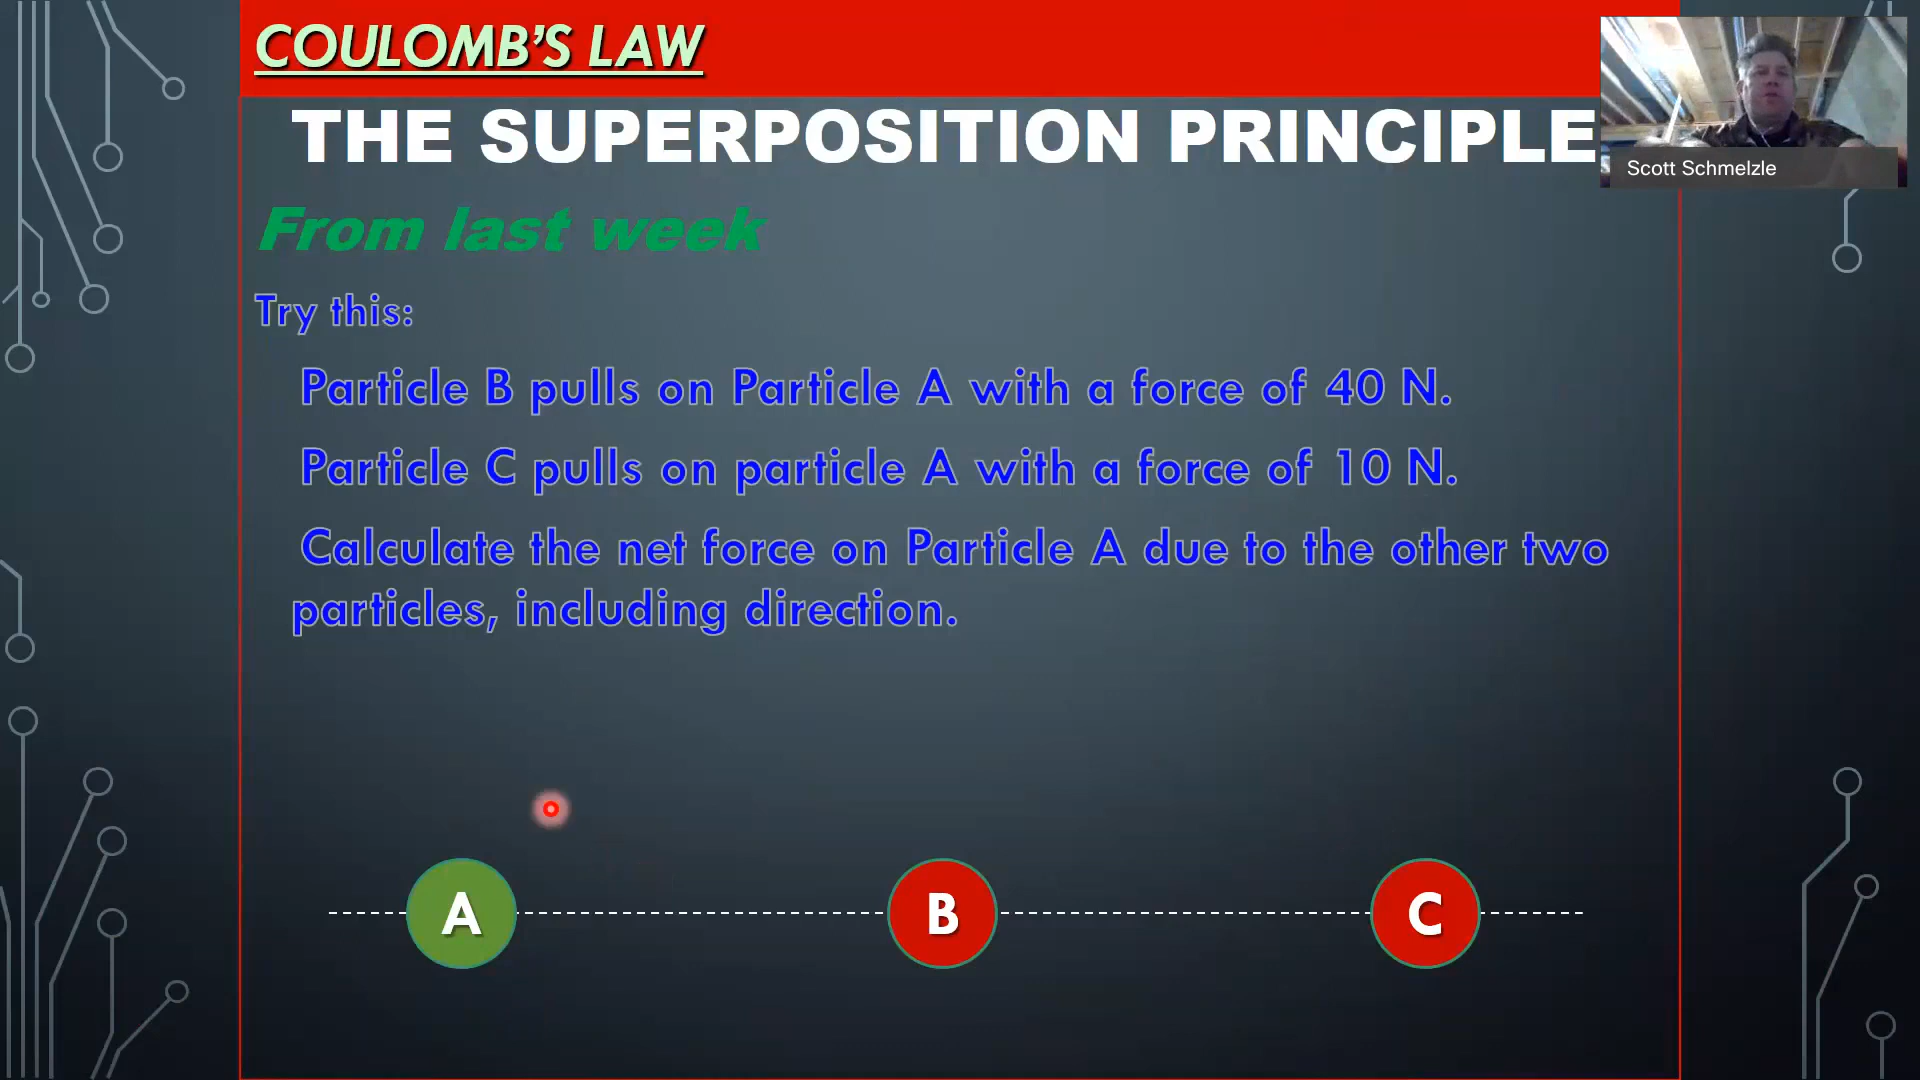 COULOMB'S LAW
THE SUPERPOSITION PRINCIPLE
Scott Schmelzle
From last week
Try this:
Particle B pulls on Particle A with a force of 40 N.
Particle C pulls on particle A with a force of 10 N.
Calculate the net force on Particle A due to the other two
particles, including direction.
A B C